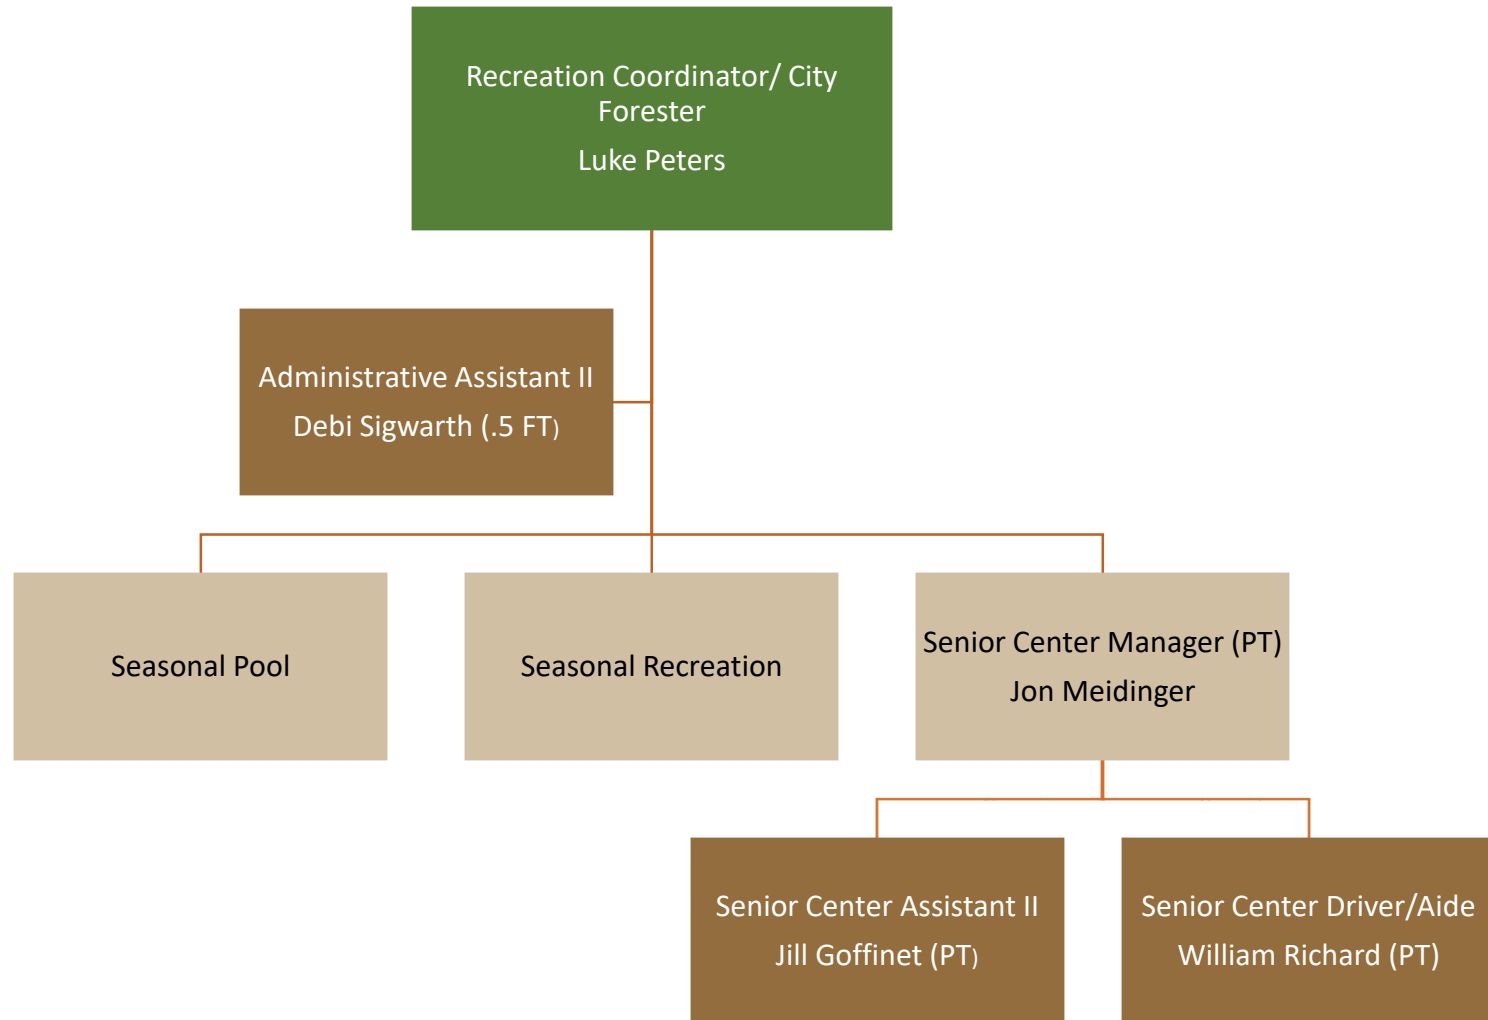 Recreation Coordinator/ City
Forester
Luke Peters
Administrative Assistant II
Debi Sigwarth (.5 FT)
Seasonal Pool
Seasonal Recreation
Senior Center Manager (PT)
Jon Meidinger
Senior Center Assistant II
Jill Goffinet (PT)
Senior Center Driver/Aide
William Richard (PT)